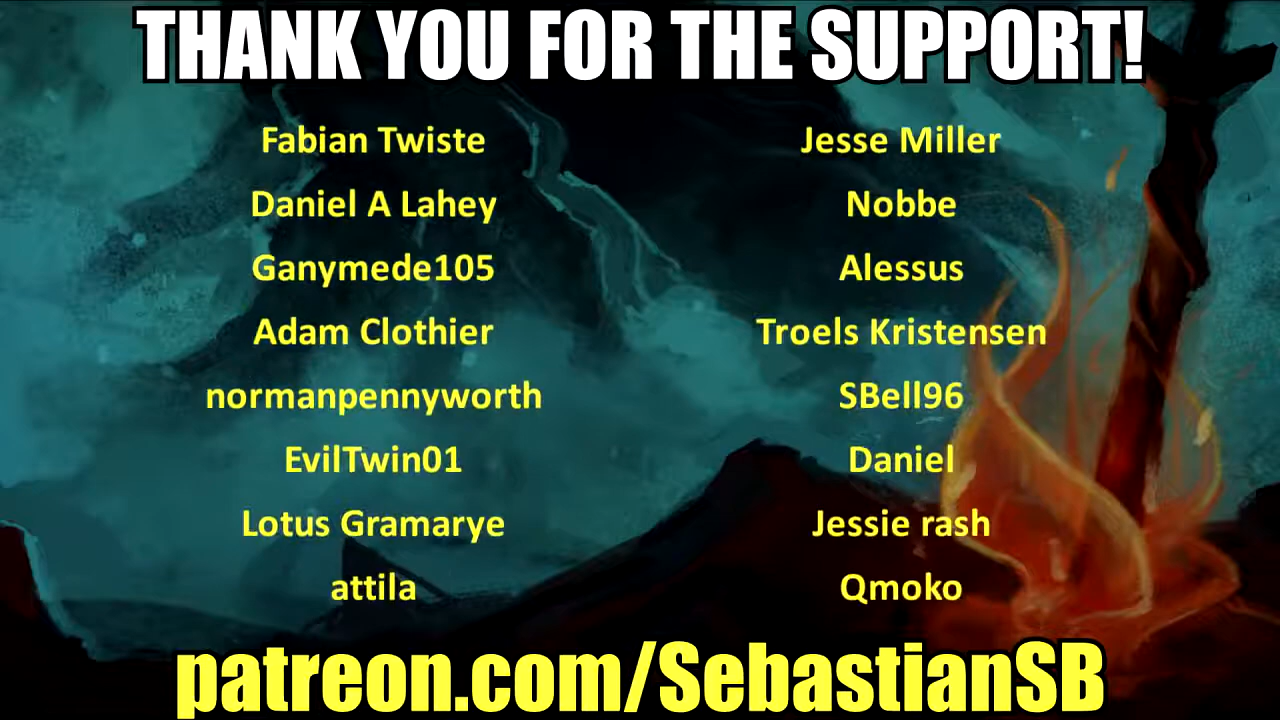 THANK YOU FOR THE SUPPORT!
Fabian Twiste
Daniel A Lahey
Ganymede105
Adam Clothier
normanpennyworth
EvilTwin01
Lotus Gramarye
attila
Jesse Miller
Nobbe
Alessus
Troels Kristensen
SBell96
Daniel
Jessie rash
Qmoko
patreon.com/SebastianSB